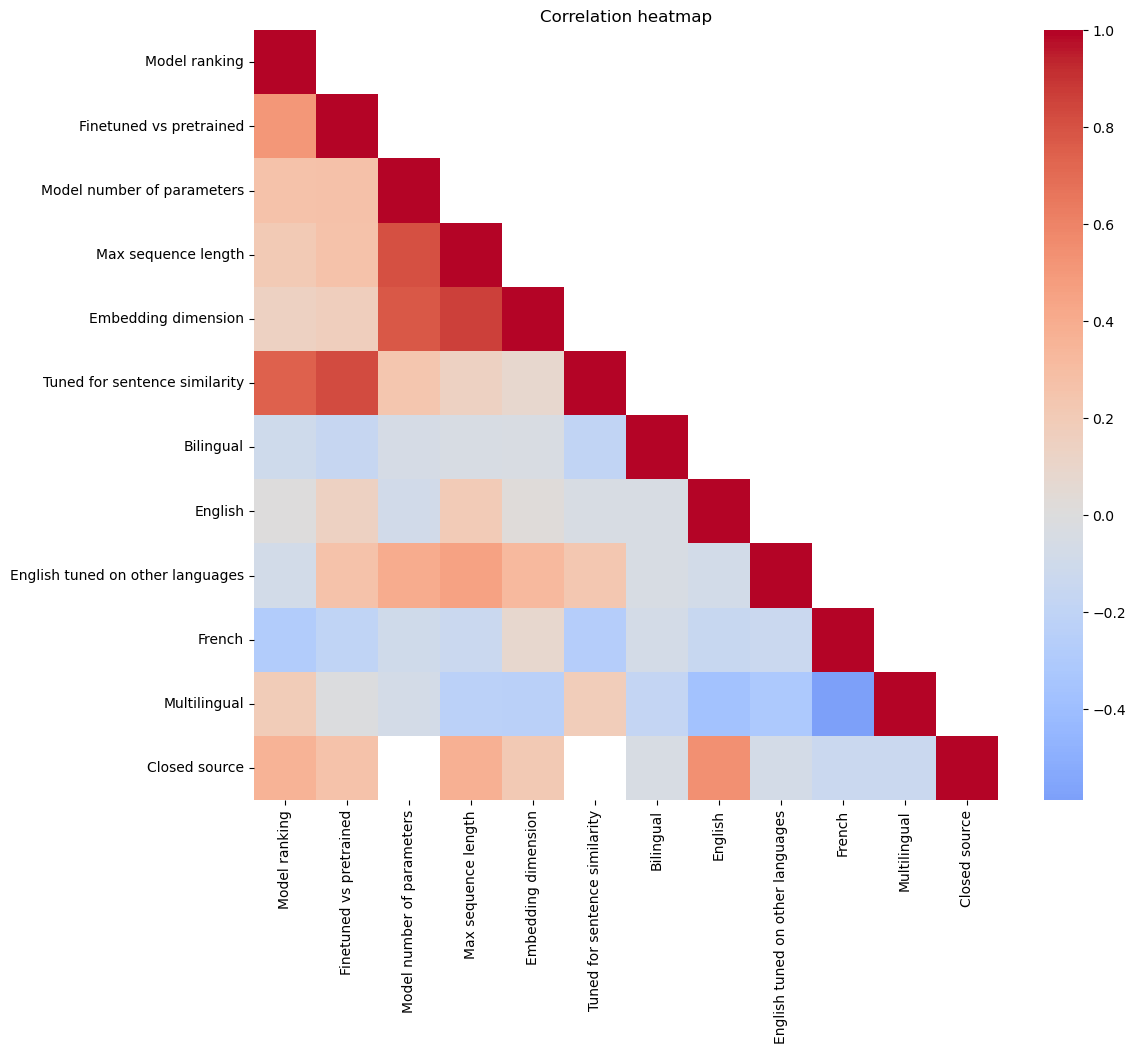 Correlation heatmap
Model ranking
Finetuned vs pretrained
Model number of parameters
Max sequence length
Embedding dimension
Tuned for sentence similarity
Bilingual
English
English tuned on other languages
French
Multilingual
Closed source
Model ranking
Finetuned vs pretrained
Model number of parameters
Max sequence length
Embedding dimension
Tuned for sentence similarity
Bilingual
English
English tuned on other languages
French
Multilingual
Closed source
1.0
0.8
0.6
0.4
0.2
0.0
−0.2
−0.4